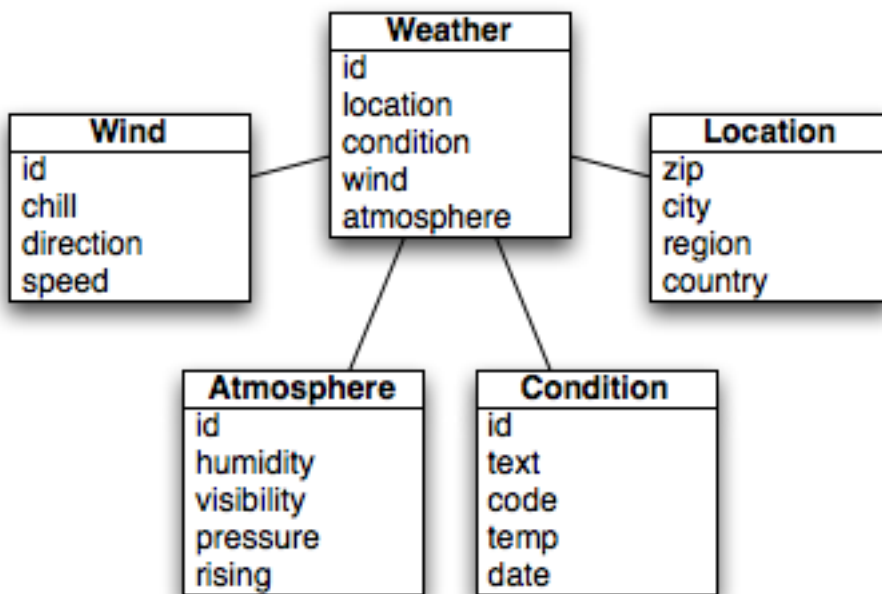 Weather
id
location
condition
wind
atmosphere
Wind
id
chill
direction
speed
Location
zip
city
region
country
Atmosphere
id
humidity
visibility
pressure
rising
Condition
id
text
code
temp
date